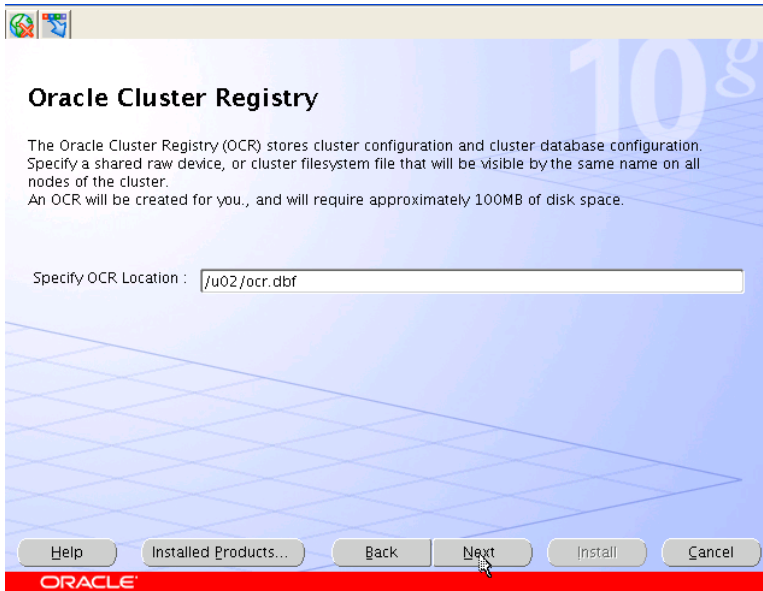 10g
Oracle Cluster Registry
The Oracle Cluster Registry (OCR) stores cluster configuration and cluster database configuration.
Specify a shared raw device, or cluster filesystem file that will be visible by the same name on all
nodes of the cluster.
An OCR will be created for you., and will require approximately 100MB of disk space.
Specify OCR Location : /u02/ocr.dbf
Help Installed Products... Back Next Install Cancel
ORACLE